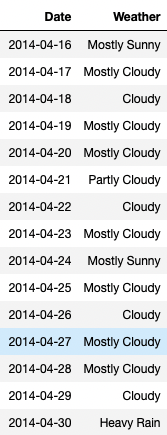 Date Weather
2014-04-16 Mostly Sunny
2014-04-17 Mostly Cloudy
2014-04-18 Cloudy
2014-04-19 Mostly Cloudy
2014-04-20 Mostly Cloudy
2014-04-21 Partly Cloudy
2014-04-22 Cloudy
2014-04-23 Mostly Cloudy
2014-04-24 Mostly Sunny
2014-04-25 Mostly Cloudy
2014-04-26 Cloudy
2014-04-27 Mostly Cloudy
2014-04-28 Mostly Cloudy
2014-04-29 Cloudy
2014-04-30 Heavy Rain